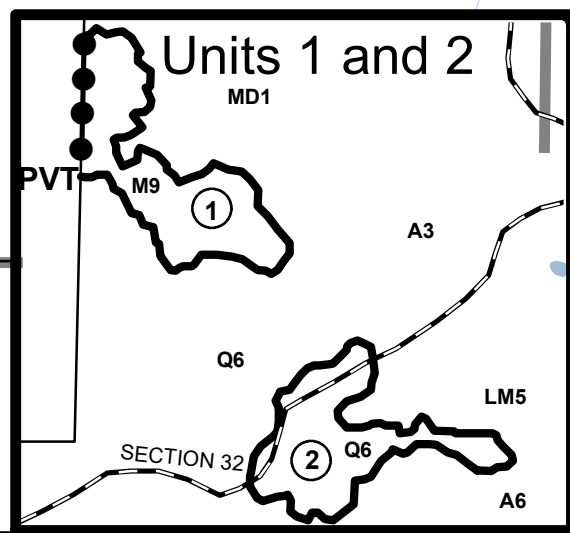 Units 1 and 2
MD1
PVT
M9
1
A3
Q6
LM5
SECTION 32
2
Q6
A6